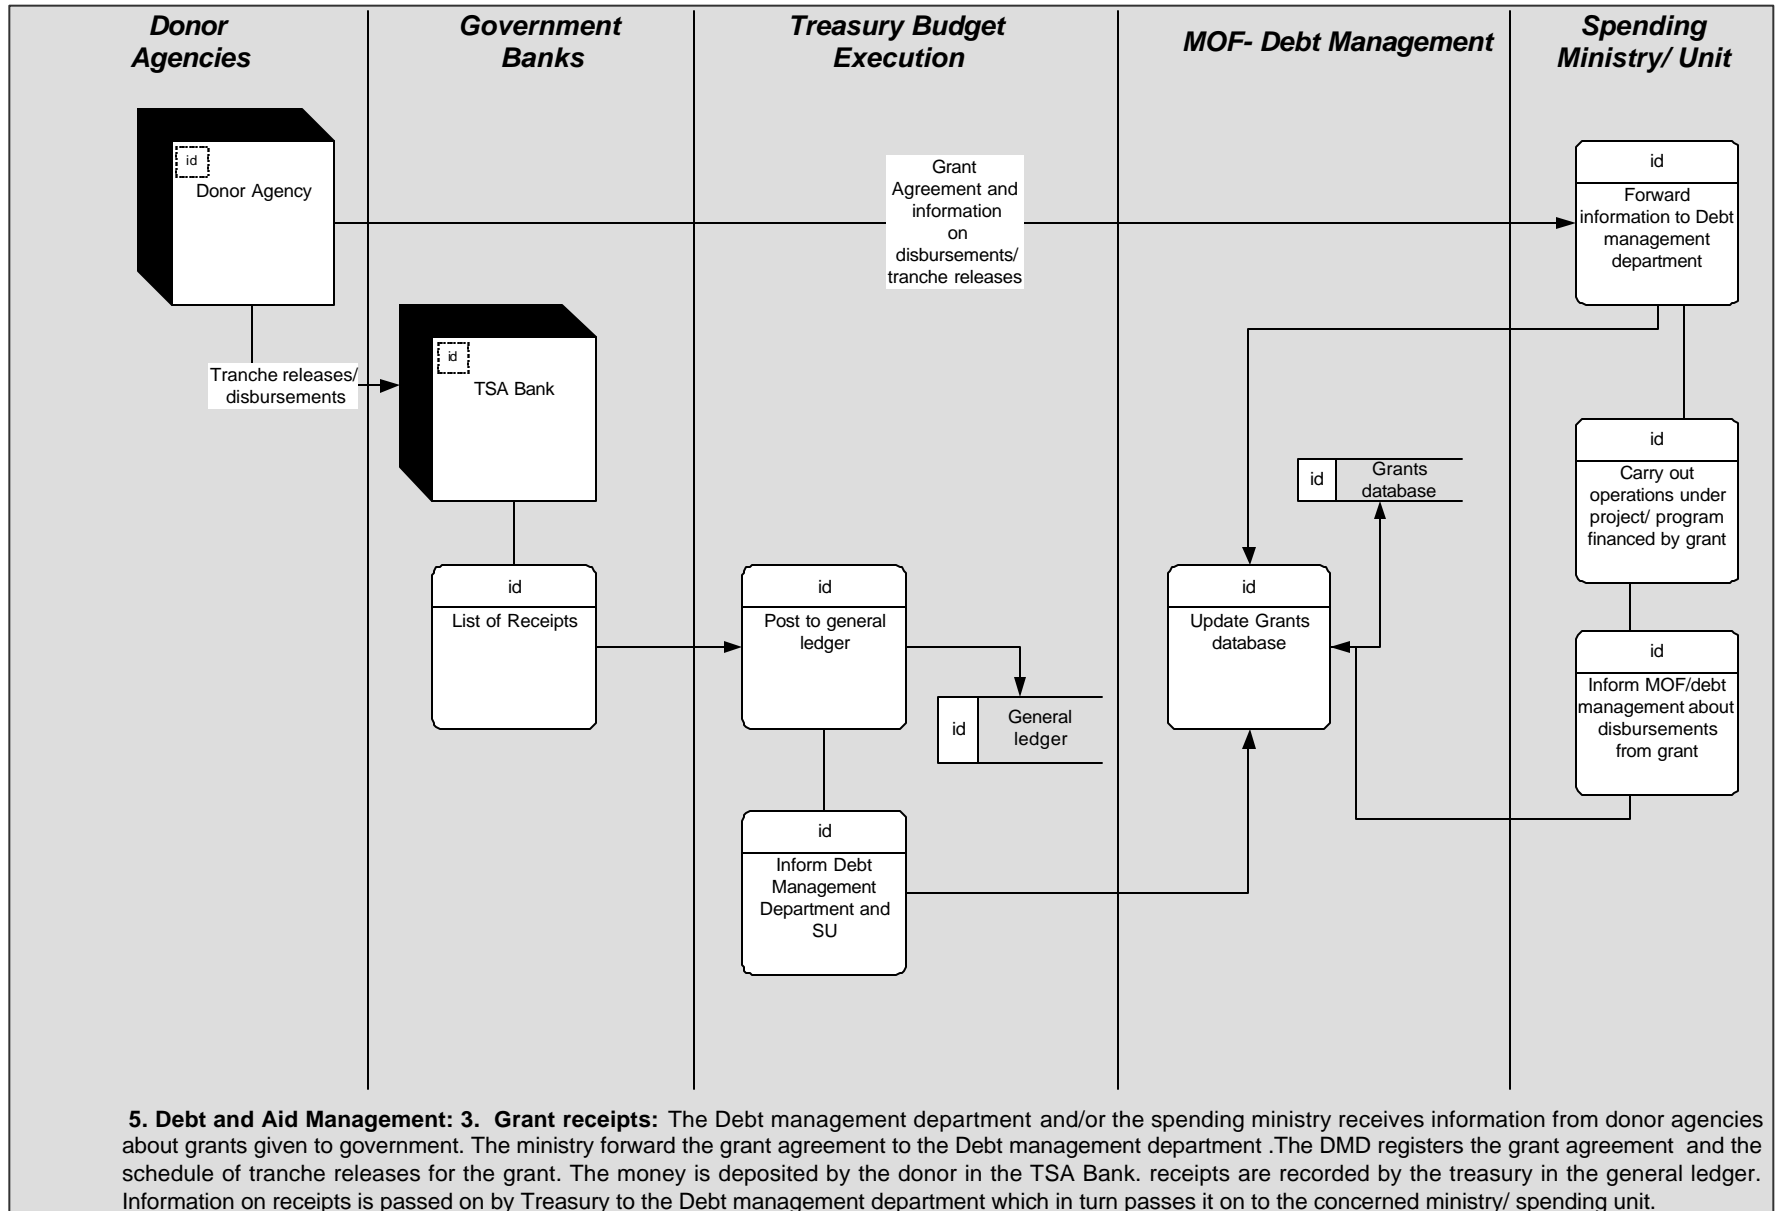 Donor
Agencies
Government
Banks
Treasury Budget
Execution
MOF- Debt Management
Spending
Ministry/ Unit
id
Donor Agency
Grant
Agreement and
information
on
disbursements/
tranche releases
id
Forward
information to Debt
management
department
Tranche releases/
disbursements
id
TSA Bank
id
Grants
database
id
Carry out
operations under
project/ program
financed by grant
id
List of Receipts
id
Post to general
ledger
id
General
ledger
id
Update Grants
database
id
Inform MOF/debt
management about
disbursements
from grant
id
Inform Debt
Management
Department and
SU
5. Debt and Aid Management: 3. Grant receipts: The Debt management department and/or the spending ministry receives information from donor agencies
about grants given to government. The ministry forward the grant agreement to the Debt management department .The DMD registers the grant agreement and the
schedule of tranche releases for the grant. The money is deposited by the donor in the TSA Bank. receipts are recorded by the treasury in the general ledger.
Information on receipts is passed on by Treasury to the Debt management department which in turn passes it on to the concerned ministry/ spending unit.